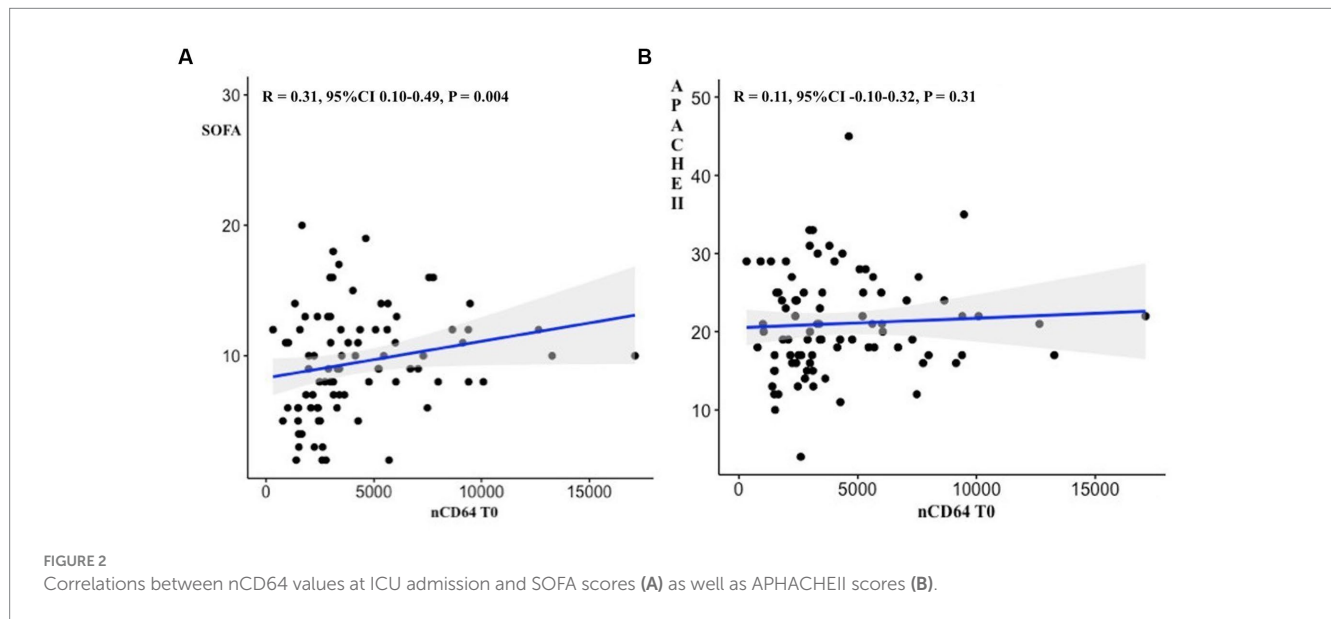 A
R = 0.31, 95%CI 0.10-0.49, P = 0.004
SOFA
30
20
10
0
5000
10000
15000
nCD64 T0
B
R = 0.11, 95%CI -0.10-0.32, P = 0.31
A
P
A
C
H
E
II
50
40
30
20
10
0
5000
10000
15000
nCD64 T0
FIGURE 2
Correlations between nCD64 values at ICU admission and SOFA scores (A) as well as APHACHEII scores (B).